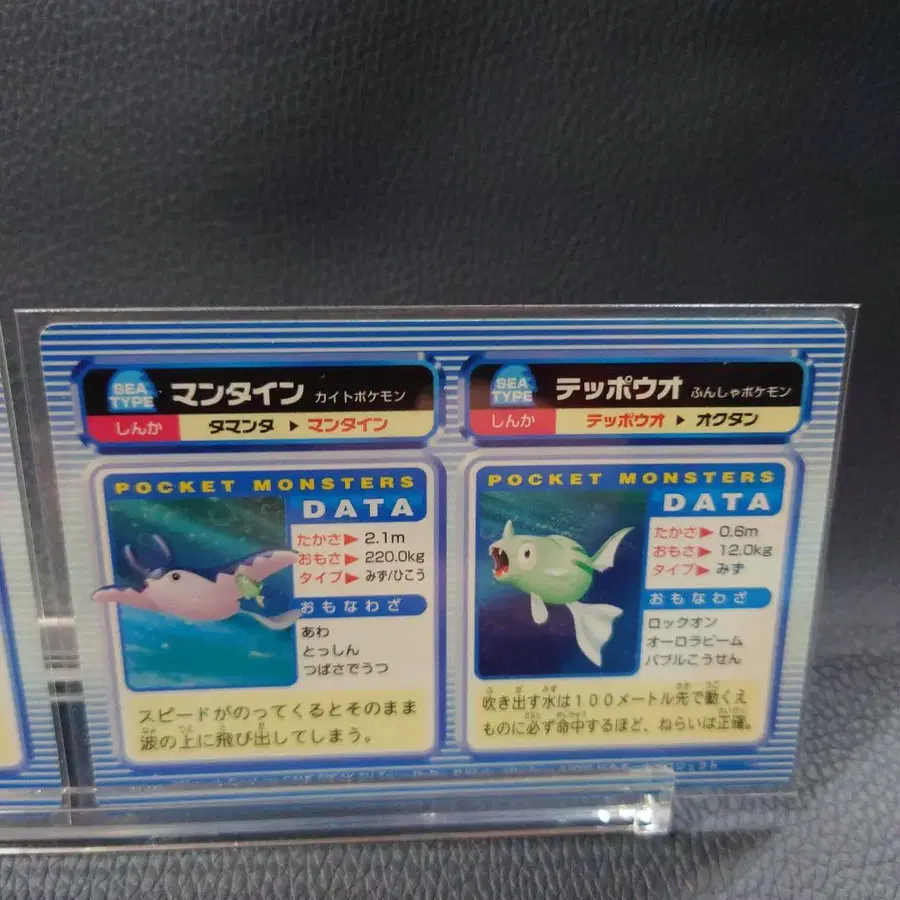 SEA TYPE マンタイン カイトポケモン
しんか タマンタ ▶ マンタイン
POCKET MONSTERS
DATA
たかさ▶ 2.1m
おもさ▶ 220.0kg
タイプ▶ みず/ひこう
おもなわざ
あわ
とっしん
つばさでうつ
スピードがのってくるとそのまま
波の上に飛び出してしまう。
SEA TYPE テッポウオ ふんしゃポケモン
しんか テッポウオ ▶ オクタン
POCKET MONSTERS
DATA
たかさ▶ 0.6m
おもさ▶ 12.0kg
タイプ▶ みず
おもなわざ
ロックオン
オーロラビーム
バブルこうせん
吹き出す水は100メートル先で動くえ
ものに必ず命中するほど、ねらいは正確。